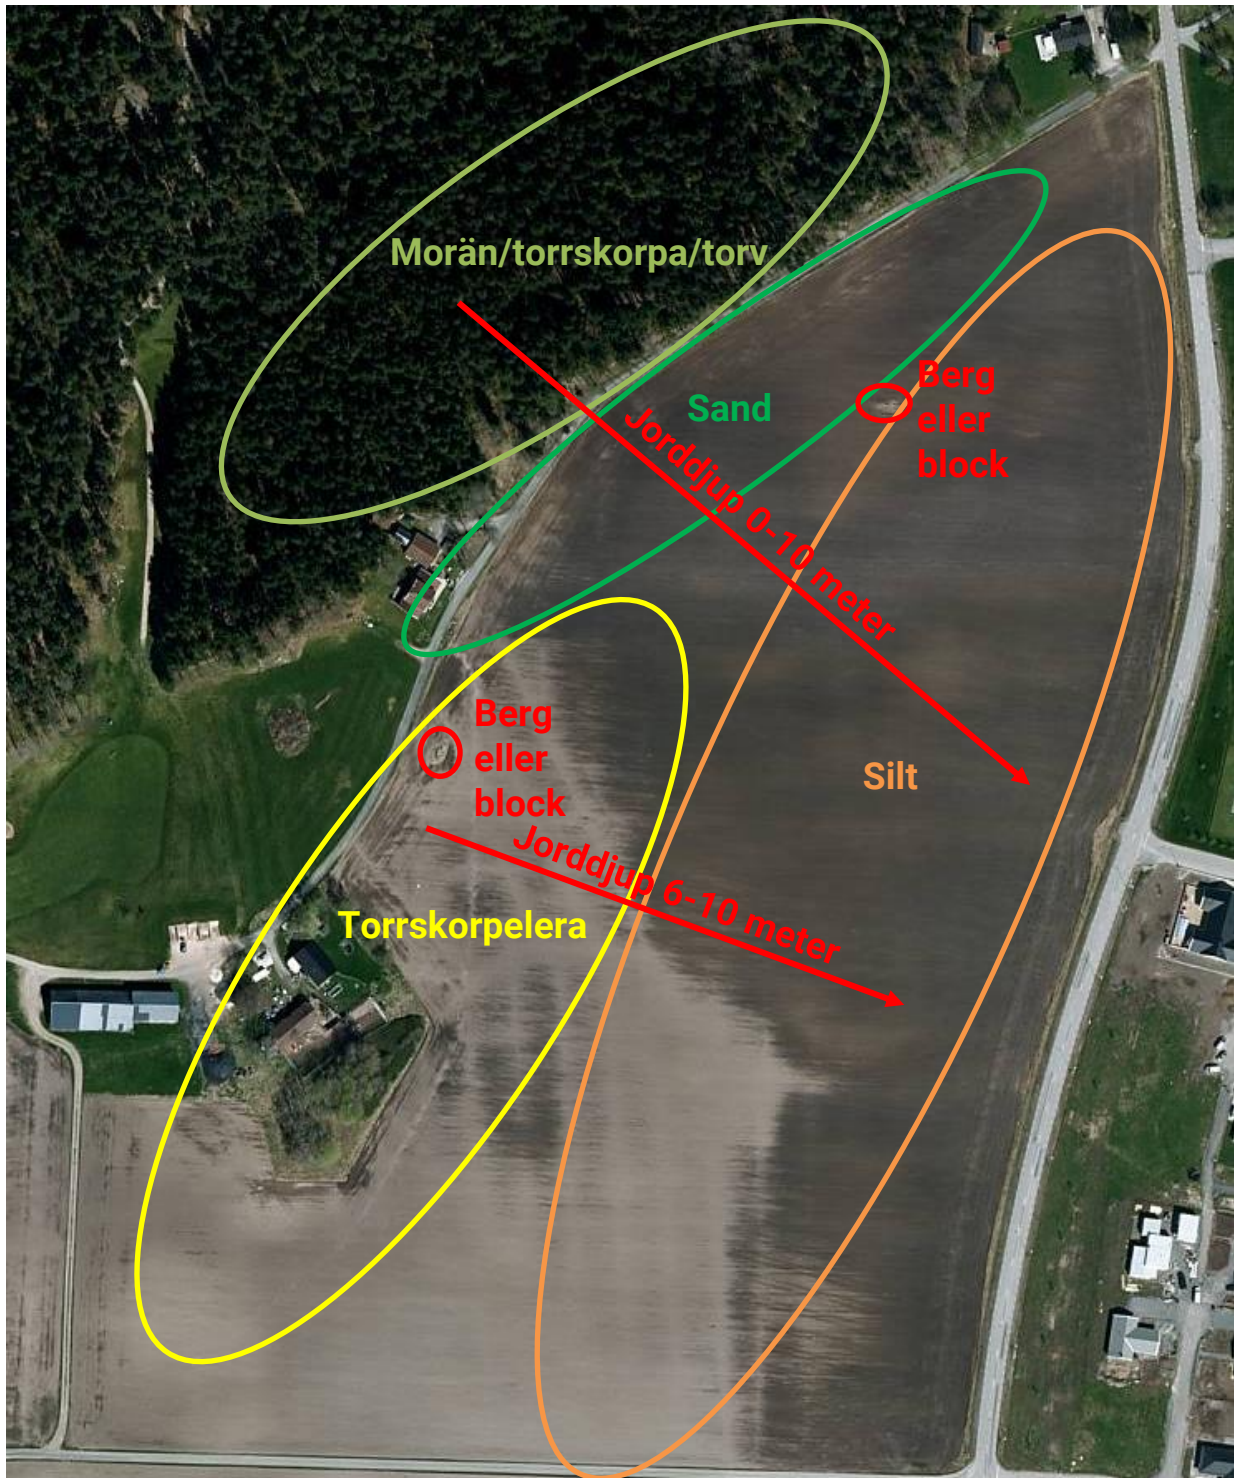 Morän/torrskorpa/torv
Sand
Berg
eller
block
Jorddjup 0-10 meter
Berg
eller
block
Silt
Jorddjup 6-10 meter
Torrskorpelera